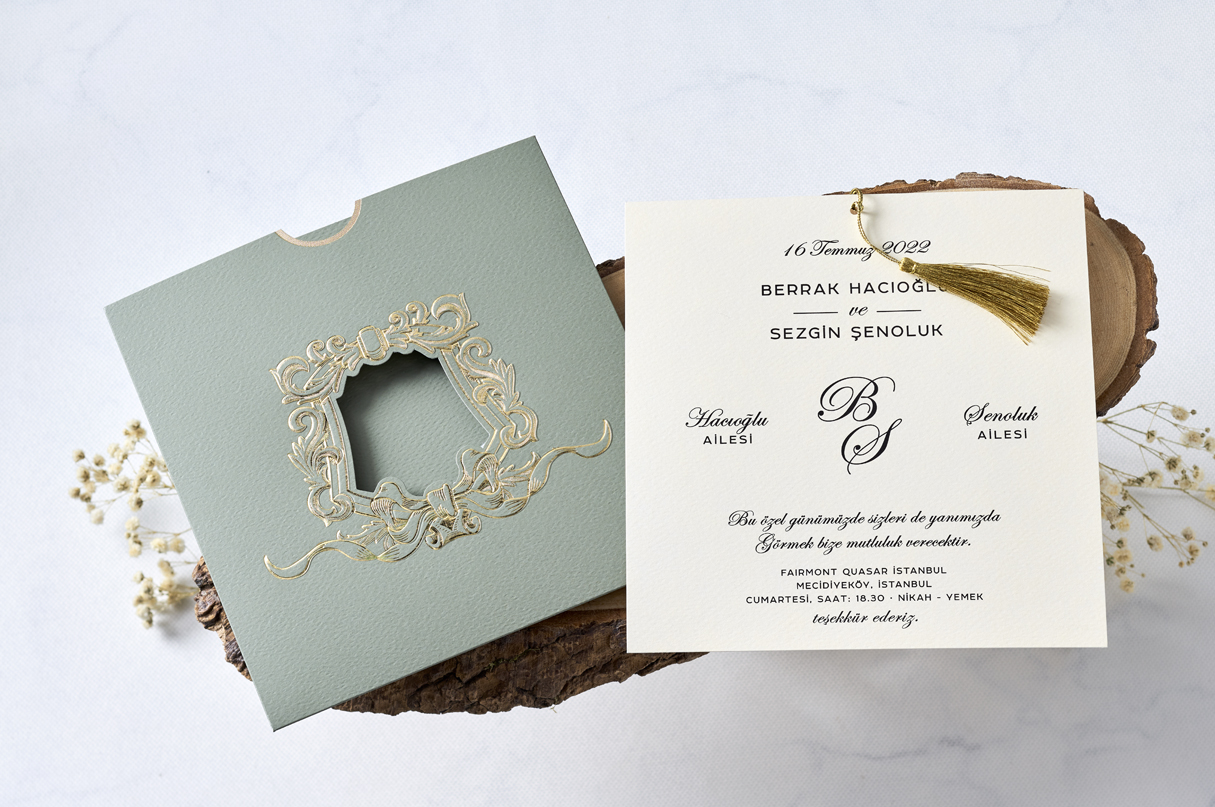 16 Temmuz 2022
BERRAK HACIOĞLU
ve
SEZGİN ŞENOLUK
B
S
Hacıoğlu
AİLESİ
Şenoluk
AİLESİ
Bu özel günümüzde sizleri de yanımızda
Görmek bize mutluluk verecektir.
FAIRMONT QUASAR İSTANBUL
MECİDİYEKÖY, İSTANBUL
CUMARTESİ, SAAT: 18.30 · NİKAH - YEMEK
teşekkür ederiz.